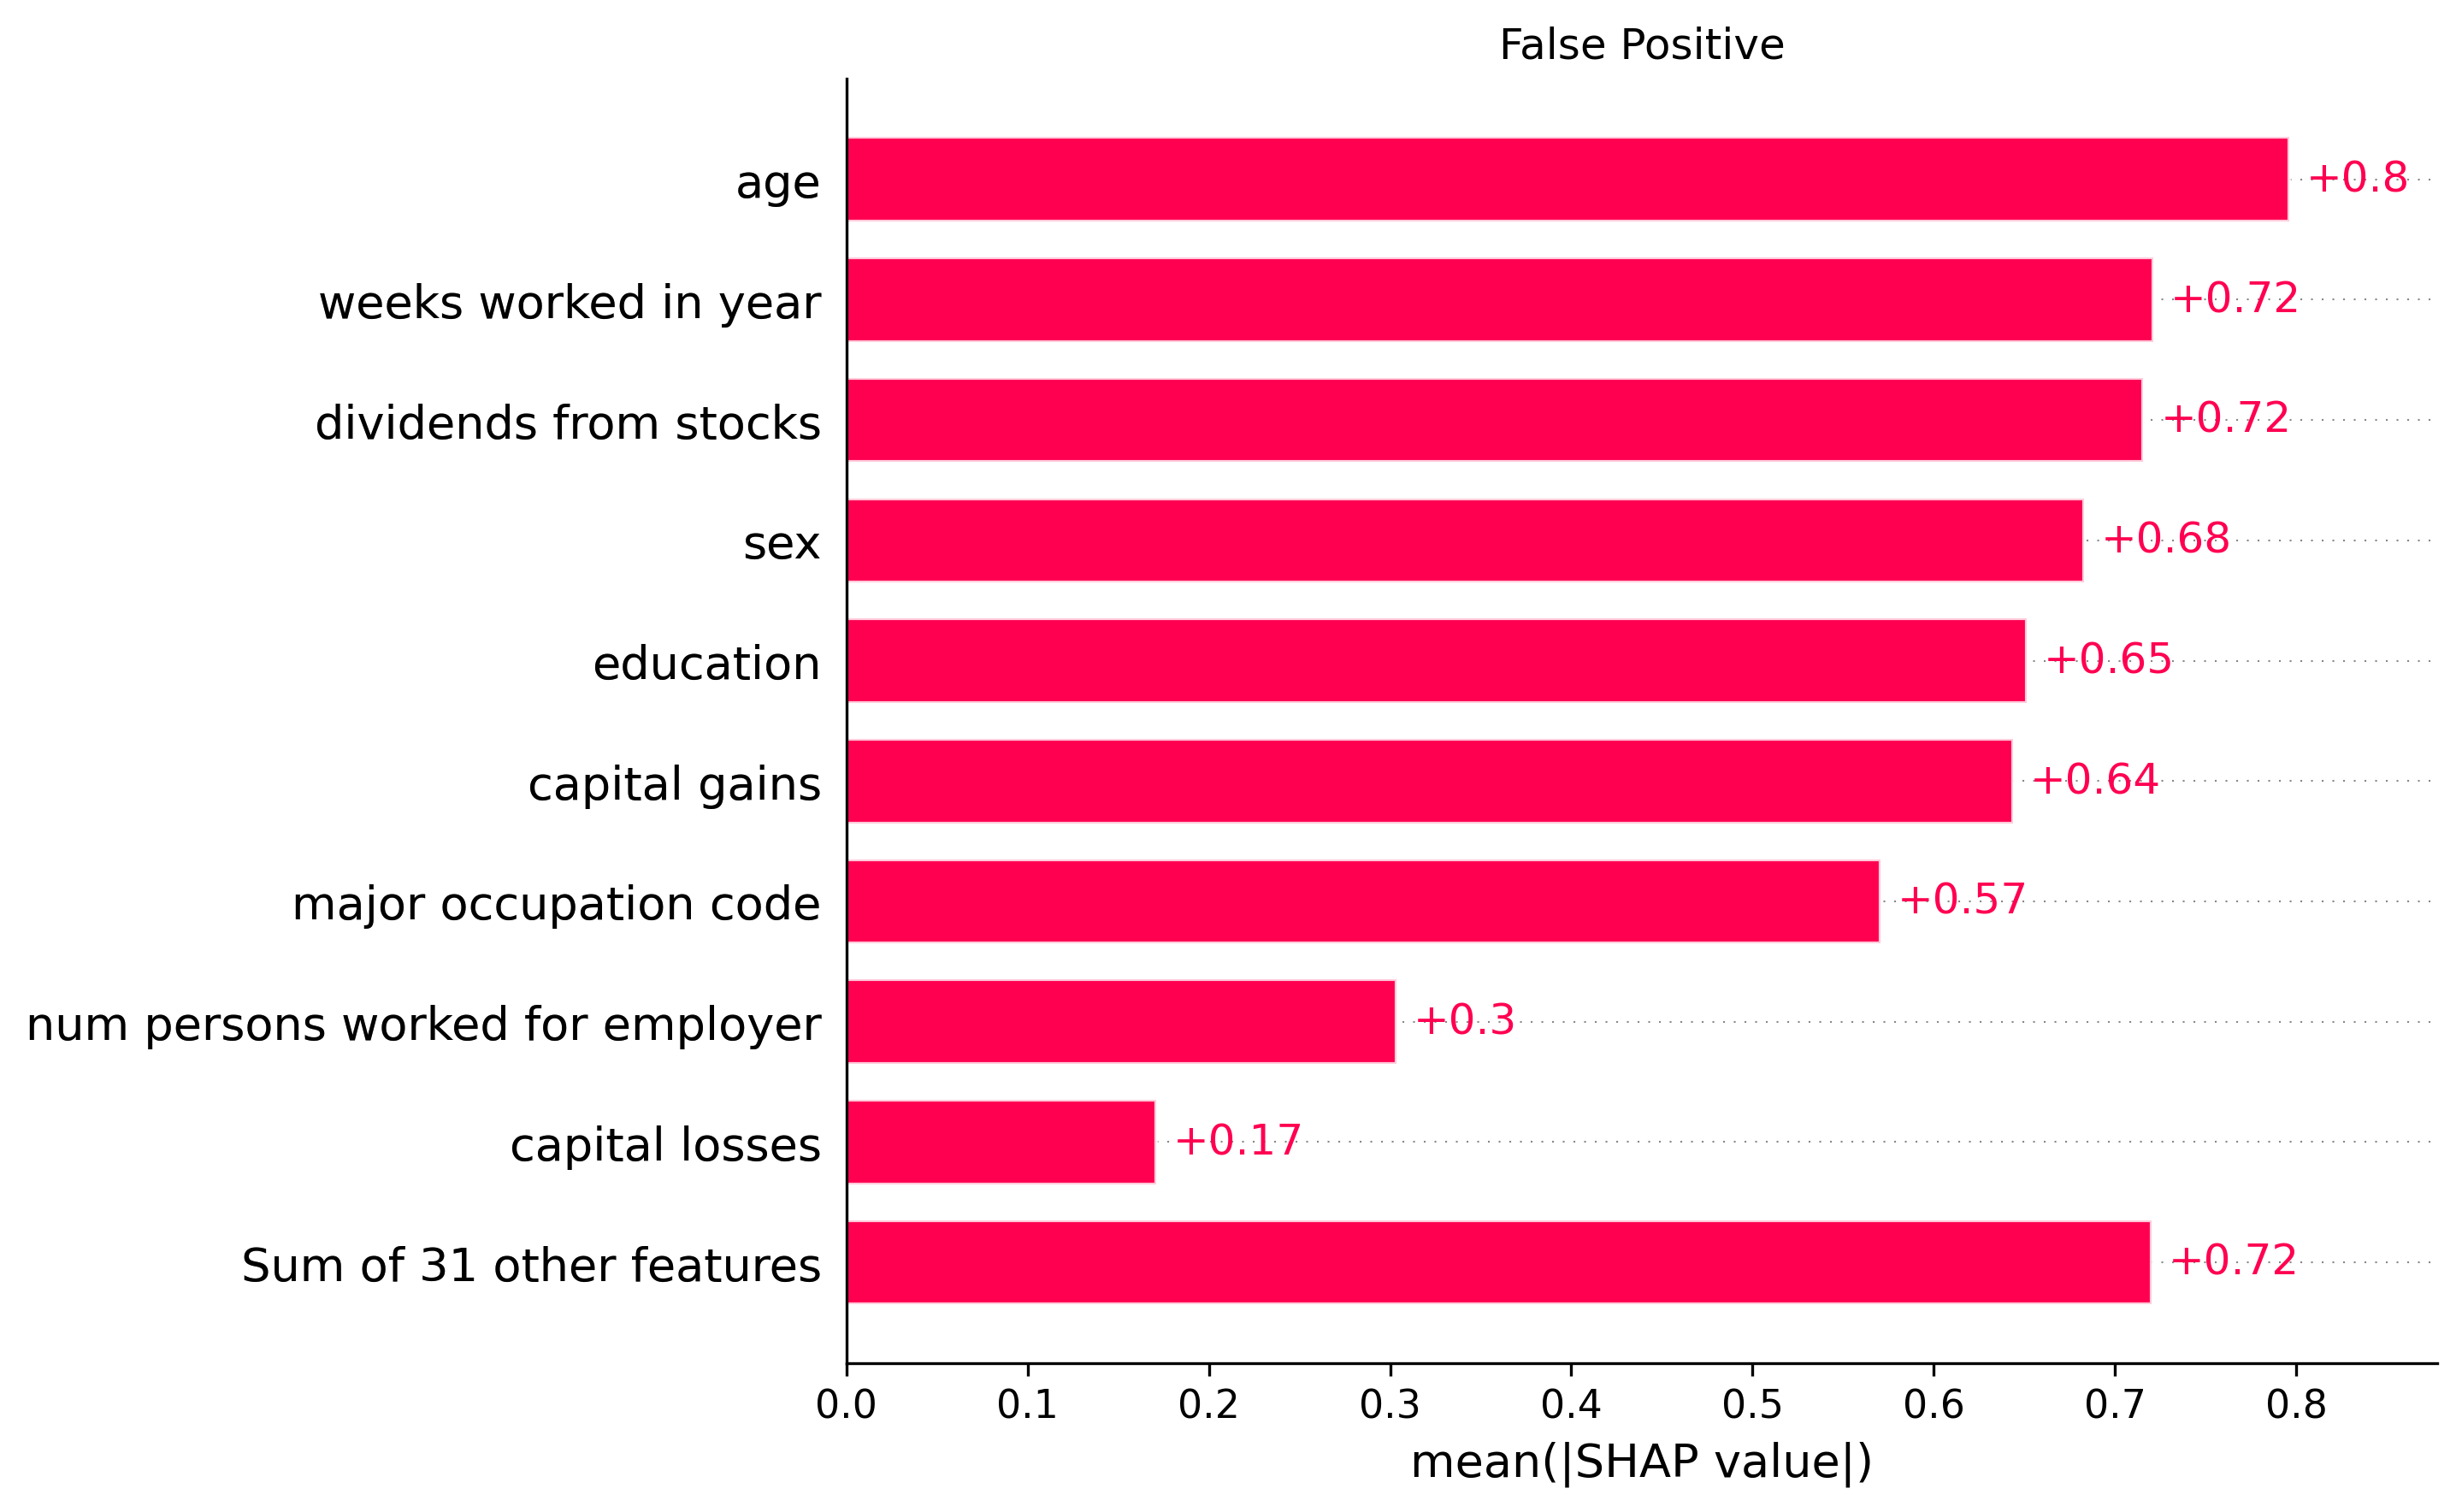 False Positive
age
+0.8
weeks worked in year
+0.72
dividends from stocks
+0.72
sex
+0.68
education
+0.65
capital gains
+0.64
major occupation code
+0.57
num persons worked for employer
+0.3
capital losses
+0.17
Sum of 31 other features
+0.72
0.0 0.1 0.2 0.3 0.4 0.5 0.6 0.7 0.8
mean(|SHAP value|)